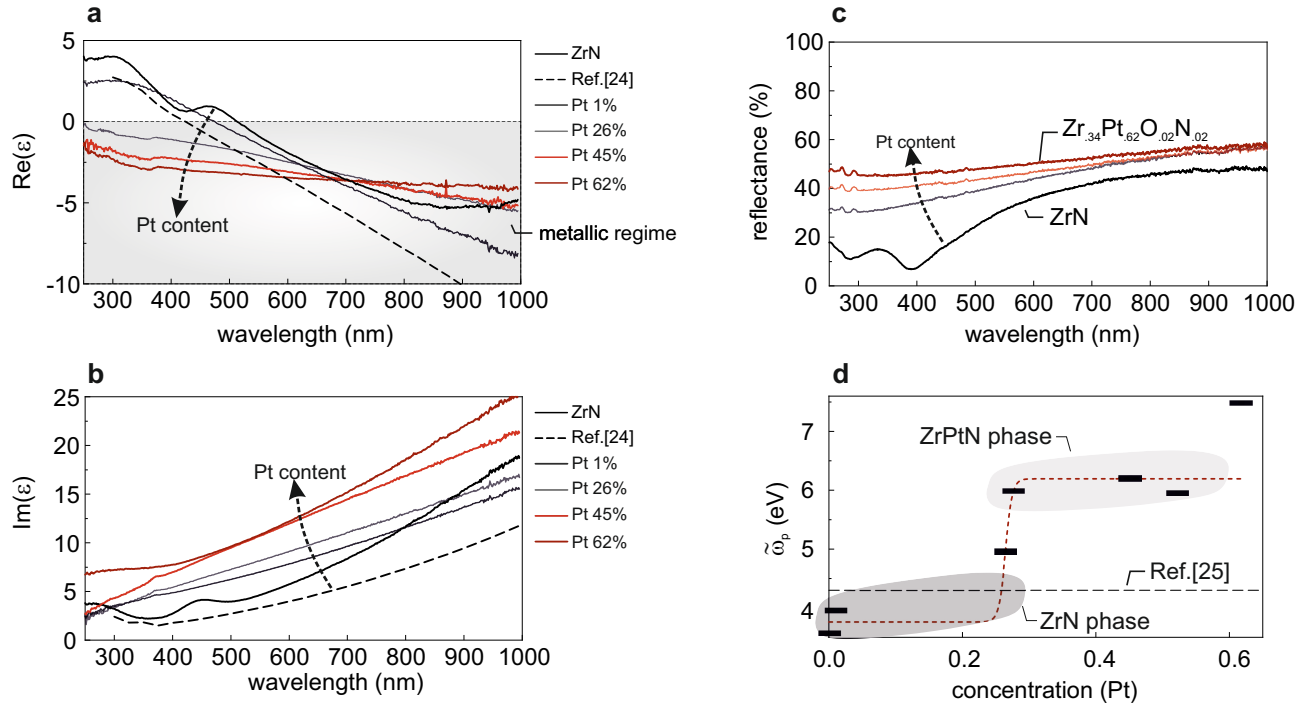 a
5
0
-5
-10
Re(ε)
300 400 500 600 700 800 900 1000
wavelength (nm)
Pt content
metallic regime
ZrN
Ref.[24]
Pt 1%
Pt 26%
Pt 45%
Pt 62%
b
25
20
15
10
5
0
Im(ε)
300 400 500 600 700 800 900 1000
wavelength (nm)
Pt content
ZrN
Ref.[24]
Pt 1%
Pt 26%
Pt 45%
Pt 62%
c
100
80
60
40
20
0
reflectance (%)
300 400 500 600 700 800 900 1000
wavelength (nm)
Pt content
Zr.34Pt.62O.02N.02
ZrN
d
7
6
5
4
ω̃p (eV)
0.0 0.2 0.4 0.6
concentration (Pt)
ZrPtN phase
Ref.[25]
ZrN phase